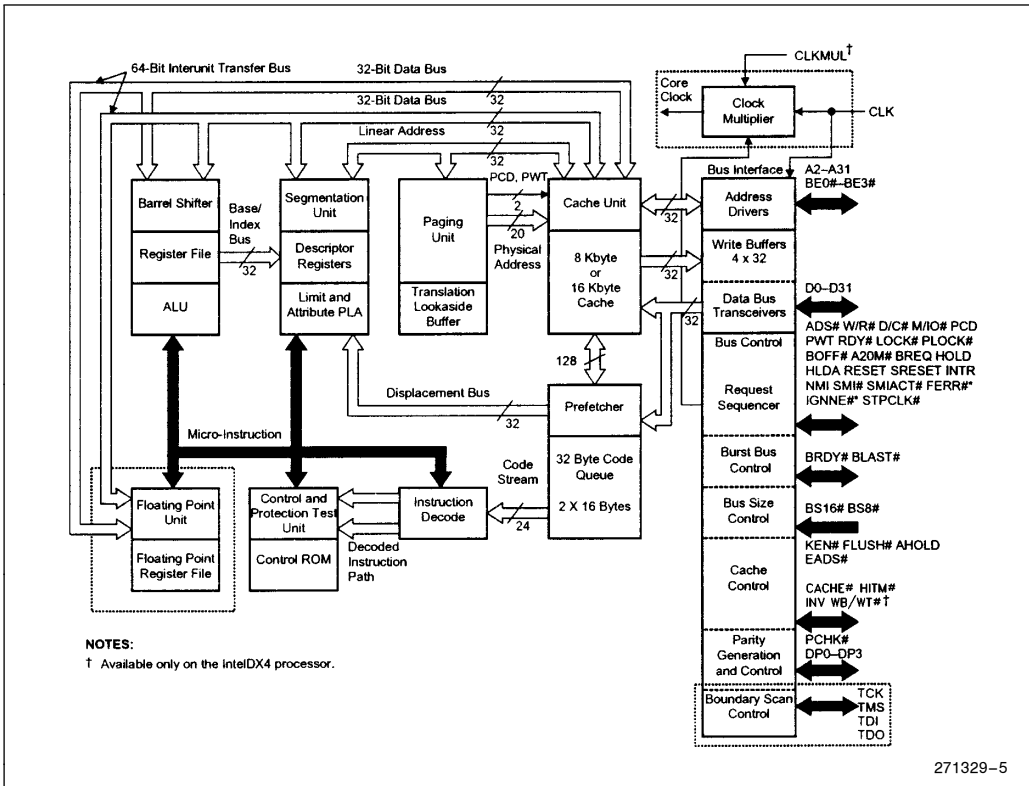 64-Bit Interunit Transfer Bus
32-Bit Data Bus
32
32-Bit Data Bus
32
Linear Address
32
CLKMUL†
Core
Clock
Clock
Multiplier
CLK
Barrel Shifter
Register File
ALU
Base/
Index
Bus
32
Segmentation
Unit
Descriptor
Registers
Limit and
Attribute PLA
Paging
Unit
Translation
Lookaside
Buffer
PCD, PWT
2
20
Physical
Address
Cache Unit
8 Kbyte
or
16 Kbyte
Cache
32
32
32
128
Displacement Bus
32
Prefetcher
32 Byte Code
Queue
2 X 16 Bytes
Code
Stream
24
Micro-Instruction
Floating Point
Unit
Floating Point
Register File
Control and
Protection Test
Unit
Control ROM
Instruction
Decode
Decoded
Instruction
Path
Bus Interface
Address
Drivers
Write Buffers
4 x 32
Data Bus
Transceivers
Bus Control
Request
Sequencer
Burst Bus
Control
Bus Size
Control
Cache
Control
Parity
Generation
and Control
Boundary Scan
Control
A2–A31
BE0#–BE3#
D0–D31
ADS# W/R# D/C# M/IO# PCD
PWT RDY# LOCK# PLOCK#
BOFF# A20M# BREQ HOLD
HLDA RESET SRESET INTR
NMI SMI# SMIACT# FERR#*
IGNNE#* STPCLK#
BRDY# BLAST#
BS16# BS8#
KEN# FLUSH# AHOLD
EADS#
CACHE# HITM#
INV WB/WT#†
PCHK#
DP0–DP3
TCK
TMS
TDI
TDO
NOTES:
† Available only on the IntelDX4 processor.
271329–5